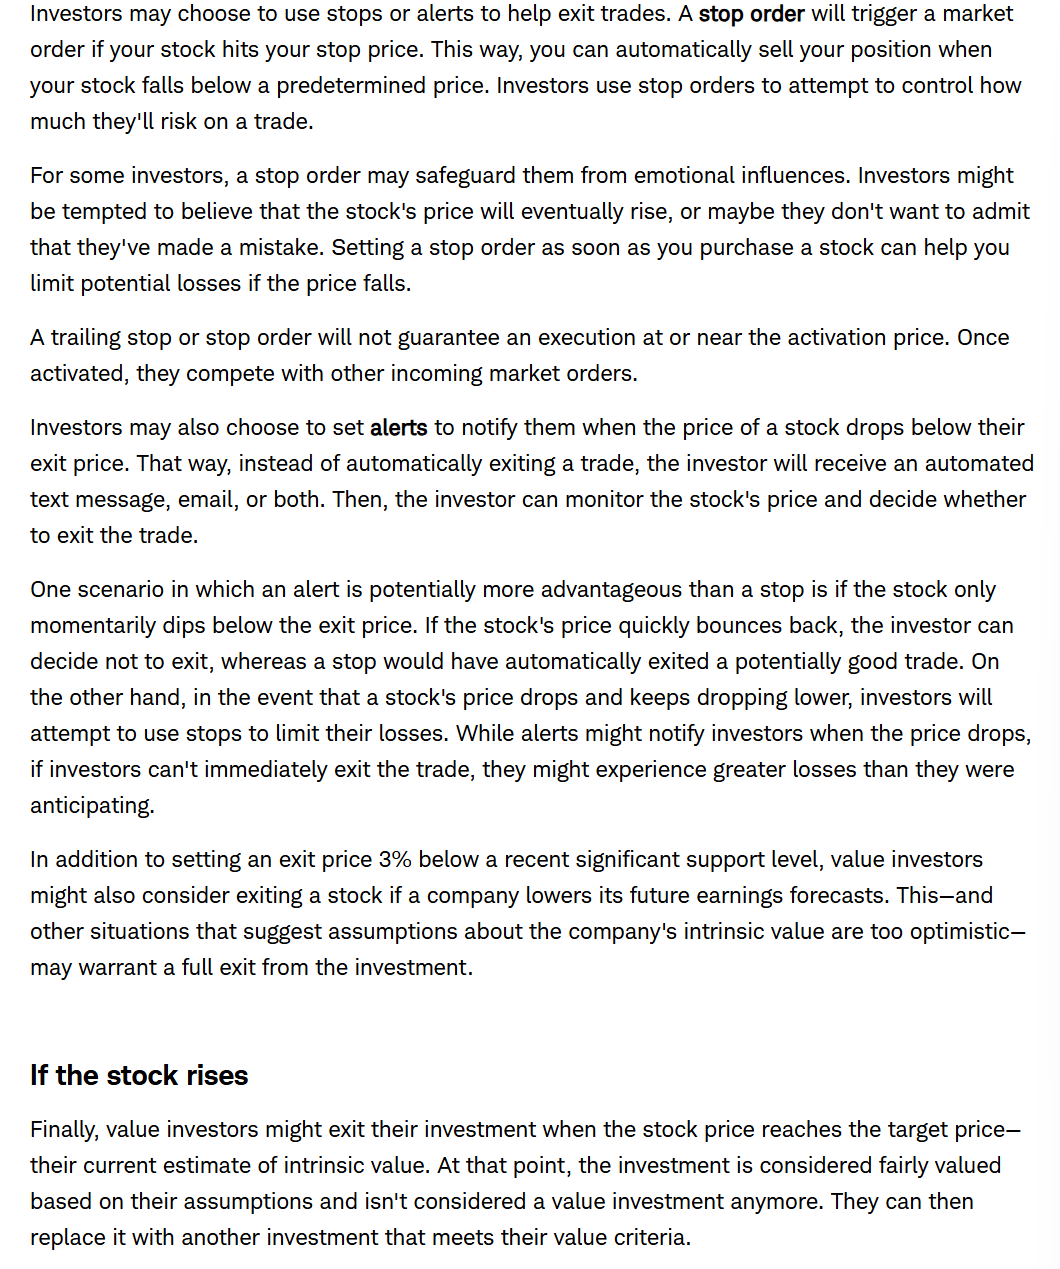 Investors may choose to use stops or alerts to help exit trades. A stop order will trigger a market
order if your stock hits your stop price. This way, you can automatically sell your position when
your stock falls below a predetermined price. Investors use stop orders to attempt to control how
much they'll risk on a trade.
For some investors, a stop order may safeguard them from emotional influences. Investors might
be tempted to believe that the stock's price will eventually rise, or maybe they don't want to admit
that they've made a mistake. Setting a stop order as soon as you purchase a stock can help you
limit potential losses if the price falls.
A trailing stop or stop order will not guarantee an execution at or near the activation price. Once
activated, they compete with other incoming market orders.
Investors may also choose to set alerts to notify them when the price of a stock drops below their
exit price. That way, instead of automatically exiting a trade, the investor will receive an automated
text message, email, or both. Then, the investor can monitor the stock's price and decide whether
to exit the trade.
One scenario in which an alert is potentially more advantageous than a stop is if the stock only
momentarily dips below the exit price. If the stock's price quickly bounces back, the investor can
decide not to exit, whereas a stop would have automatically exited a potentially good trade. On
the other hand, in the event that a stock's price drops and keeps dropping lower, investors will
attempt to use stops to limit their losses. While alerts might notify investors when the price drops,
if investors can't immediately exit the trade, they might experience greater losses than they were
anticipating.
In addition to setting an exit price 3% below a recent significant support level, value investors
might also consider exiting a stock if a company lowers its future earnings forecasts. This—and
other situations that suggest assumptions about the company's intrinsic value are too optimistic—
may warrant a full exit from the investment.
If the stock rises
Finally, value investors might exit their investment when the stock price reaches the target price—
their current estimate of intrinsic value. At that point, the investment is considered fairly valued
based on their assumptions and isn't considered a value investment anymore. They can then
replace it with another investment that meets their value criteria.